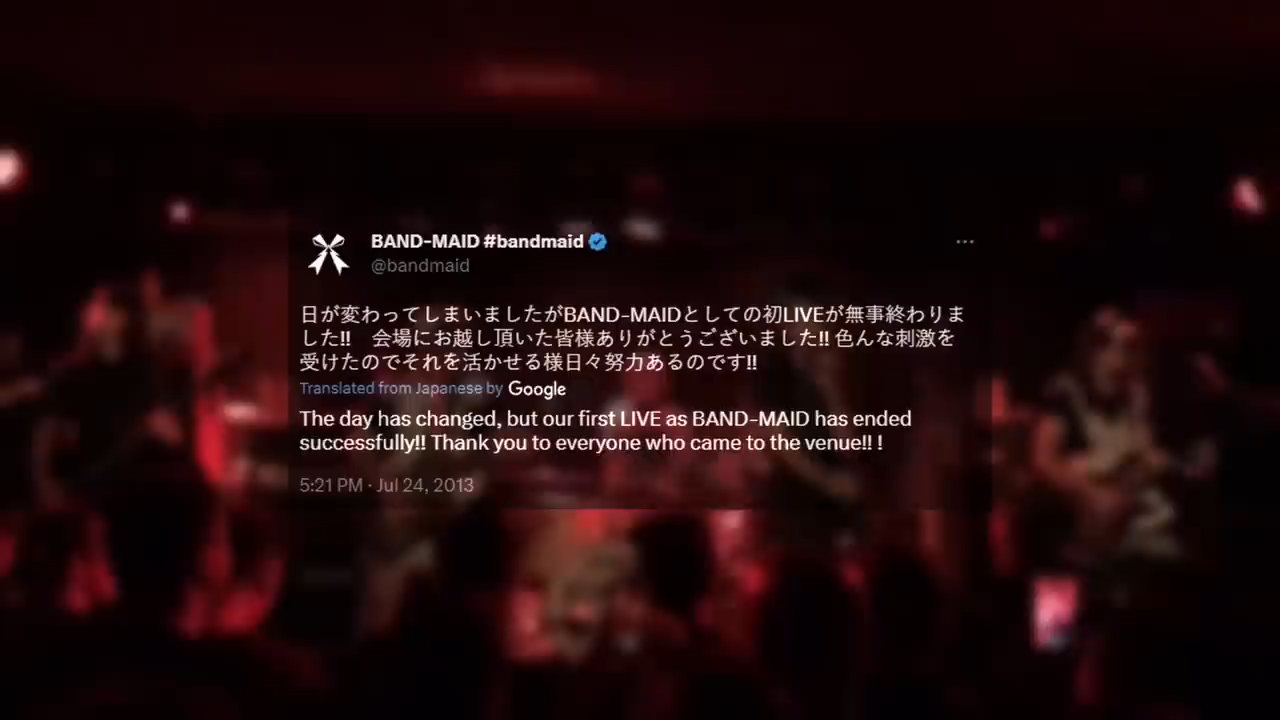 BAND-MAID #bandmaid
@bandmaid
日が変わってしまいましたがBAND-MAIDとしての初LIVEが無事終わりま
した!!　会場にお越し頂いた皆様ありがとうございました!! 色んな刺激を
受けたのでそれを活かせる様日々努力あるのです!!
Translated from Japanese by Google
The day has changed, but our first LIVE as BAND-MAID has ended
successfully!! Thank you to everyone who came to the venue!! !
5:21 PM · Jul 24, 2013